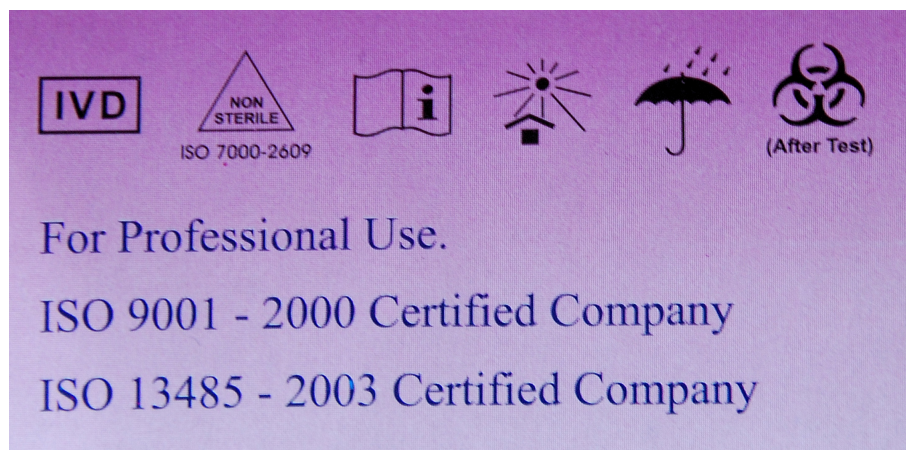 IVD
NON
STERILE
ISO 7000-2609
i
(After Test)
For Professional Use.
ISO 9001 - 2000 Certified Company
ISO 13485 - 2003 Certified Company